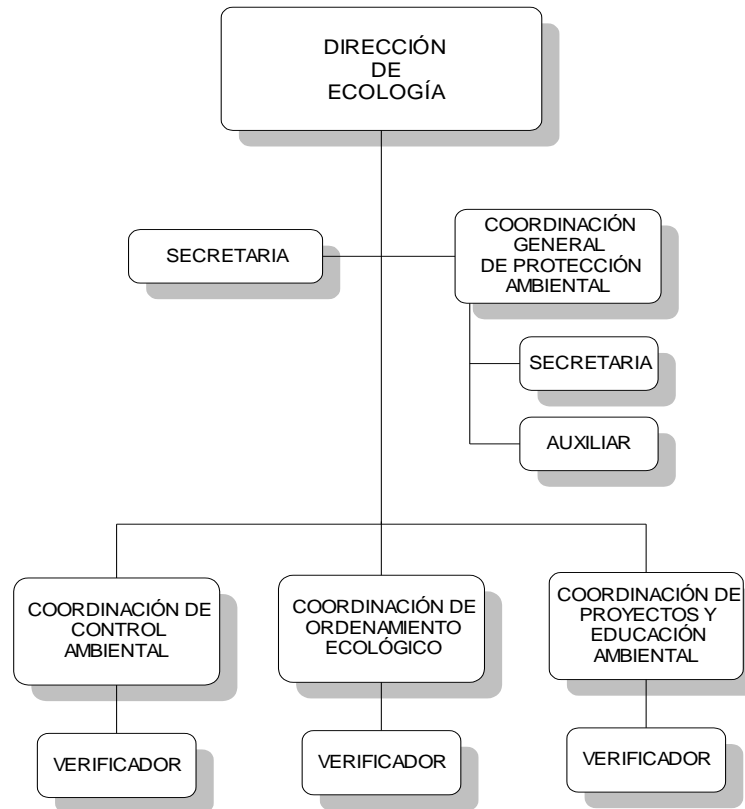 DIRECCIÓN
DE
ECOLOGÍA
SECRETARIA
COORDINACIÓN
GENERAL
DE PROTECCIÓN
AMBIENTAL
SECRETARIA
AUXILIAR
COORDINACIÓN DE
CONTROL
AMBIENTAL
COORDINACIÓN DE
ORDENAMIENTO
ECOLÓGICO
COORDINACIÓN DE
PROYECTOS Y
EDUCACIÓN
AMBIENTAL
VERIFICADOR
VERIFICADOR
VERIFICADOR